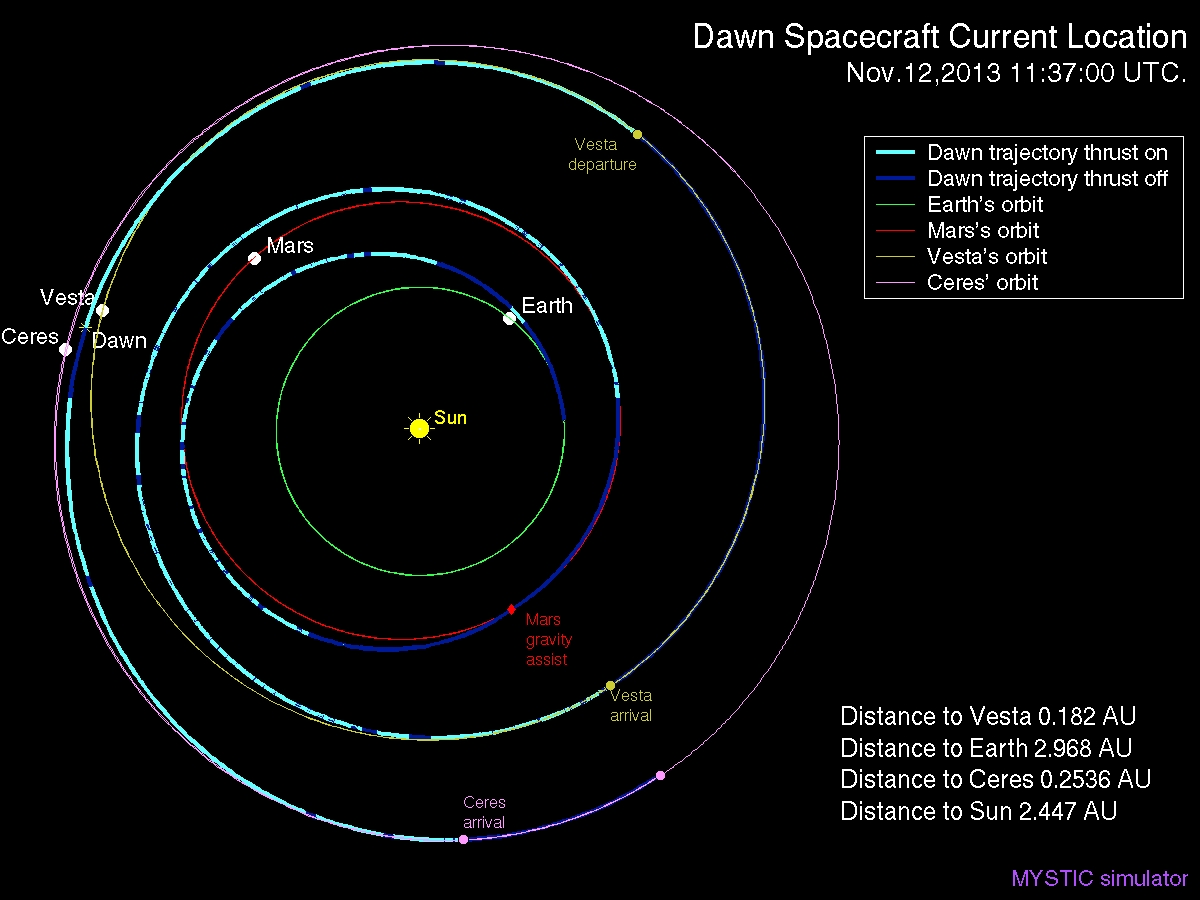 Dawn Spacecraft Current Location
Nov.12,2013 11:37:00 UTC.
Dawn trajectory thrust on
Dawn trajectory thrust off
Earth's orbit
Mars's orbit
Vesta's orbit
Ceres' orbit
Vesta
departure
Mars
Vesta
Earth
Ceres
Dawn
Sun
Mars
gravity
assist
Vesta
arrival
Ceres
arrival
Distance to Vesta 0.182 AU
Distance to Earth 2.968 AU
Distance to Ceres 0.2536 AU
Distance to Sun 2.447 AU
MYSTIC simulator